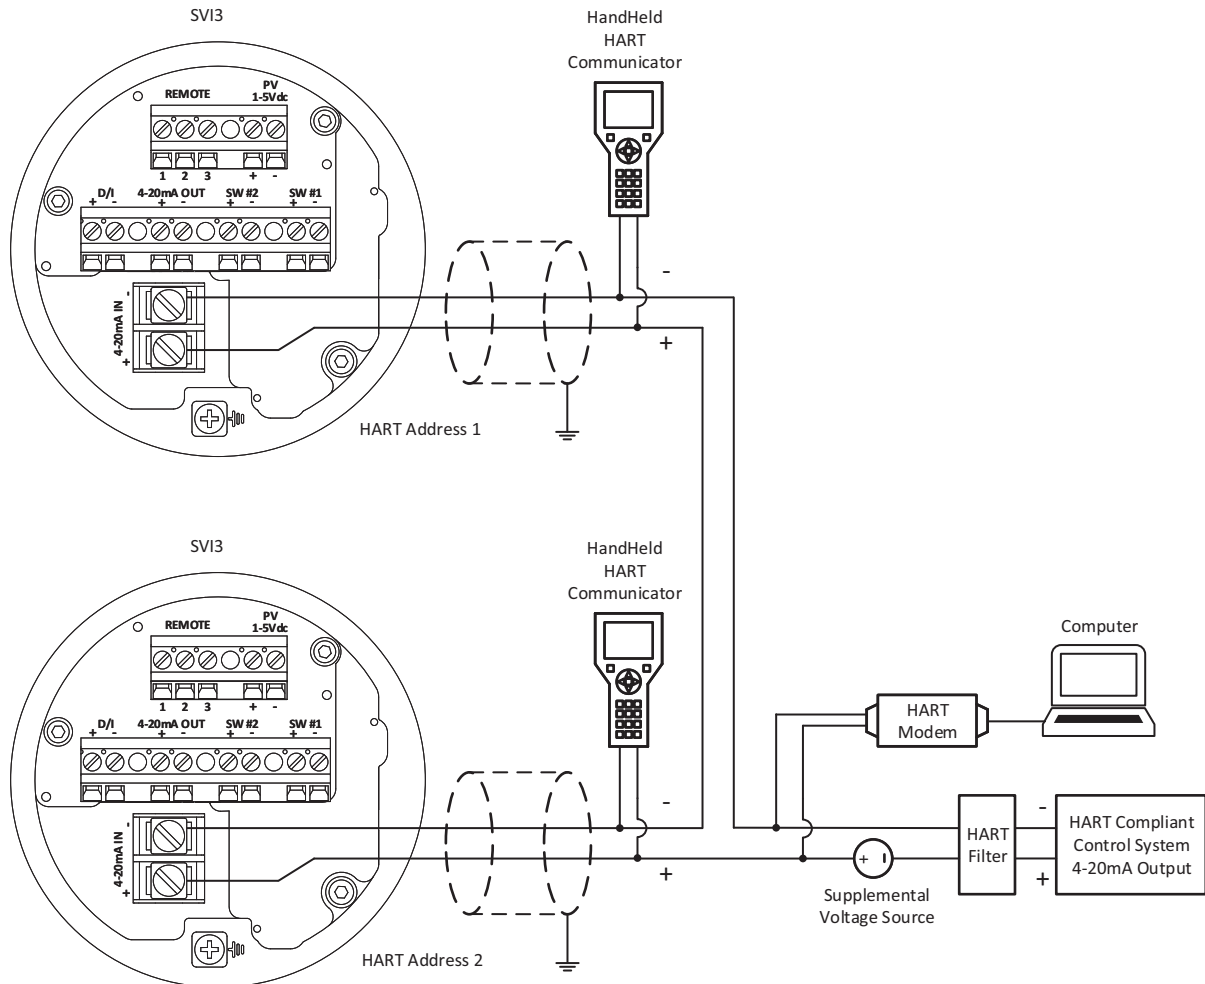 SVI3
HandHeld
HART
Communicator
REMOTE
PV
1-5Vdc
1 2 3 + -
D/I 4-20mA OUT SW #2 SW #1
+ - + - + - + -
-
4-20mA IN
+
-
+
HART Address 1
SVI3
HandHeld
HART
Communicator
REMOTE
PV
1-5Vdc
1 2 3 + -
D/I 4-20mA OUT SW #2 SW #1
+ - + - + - + -
-
4-20mA IN
+
-
+
HART Address 2
Computer
HART
Modem
+ -
Supplemental
Voltage Source
HART
Filter
-
+
HART Compliant
Control System
4-20mA Output